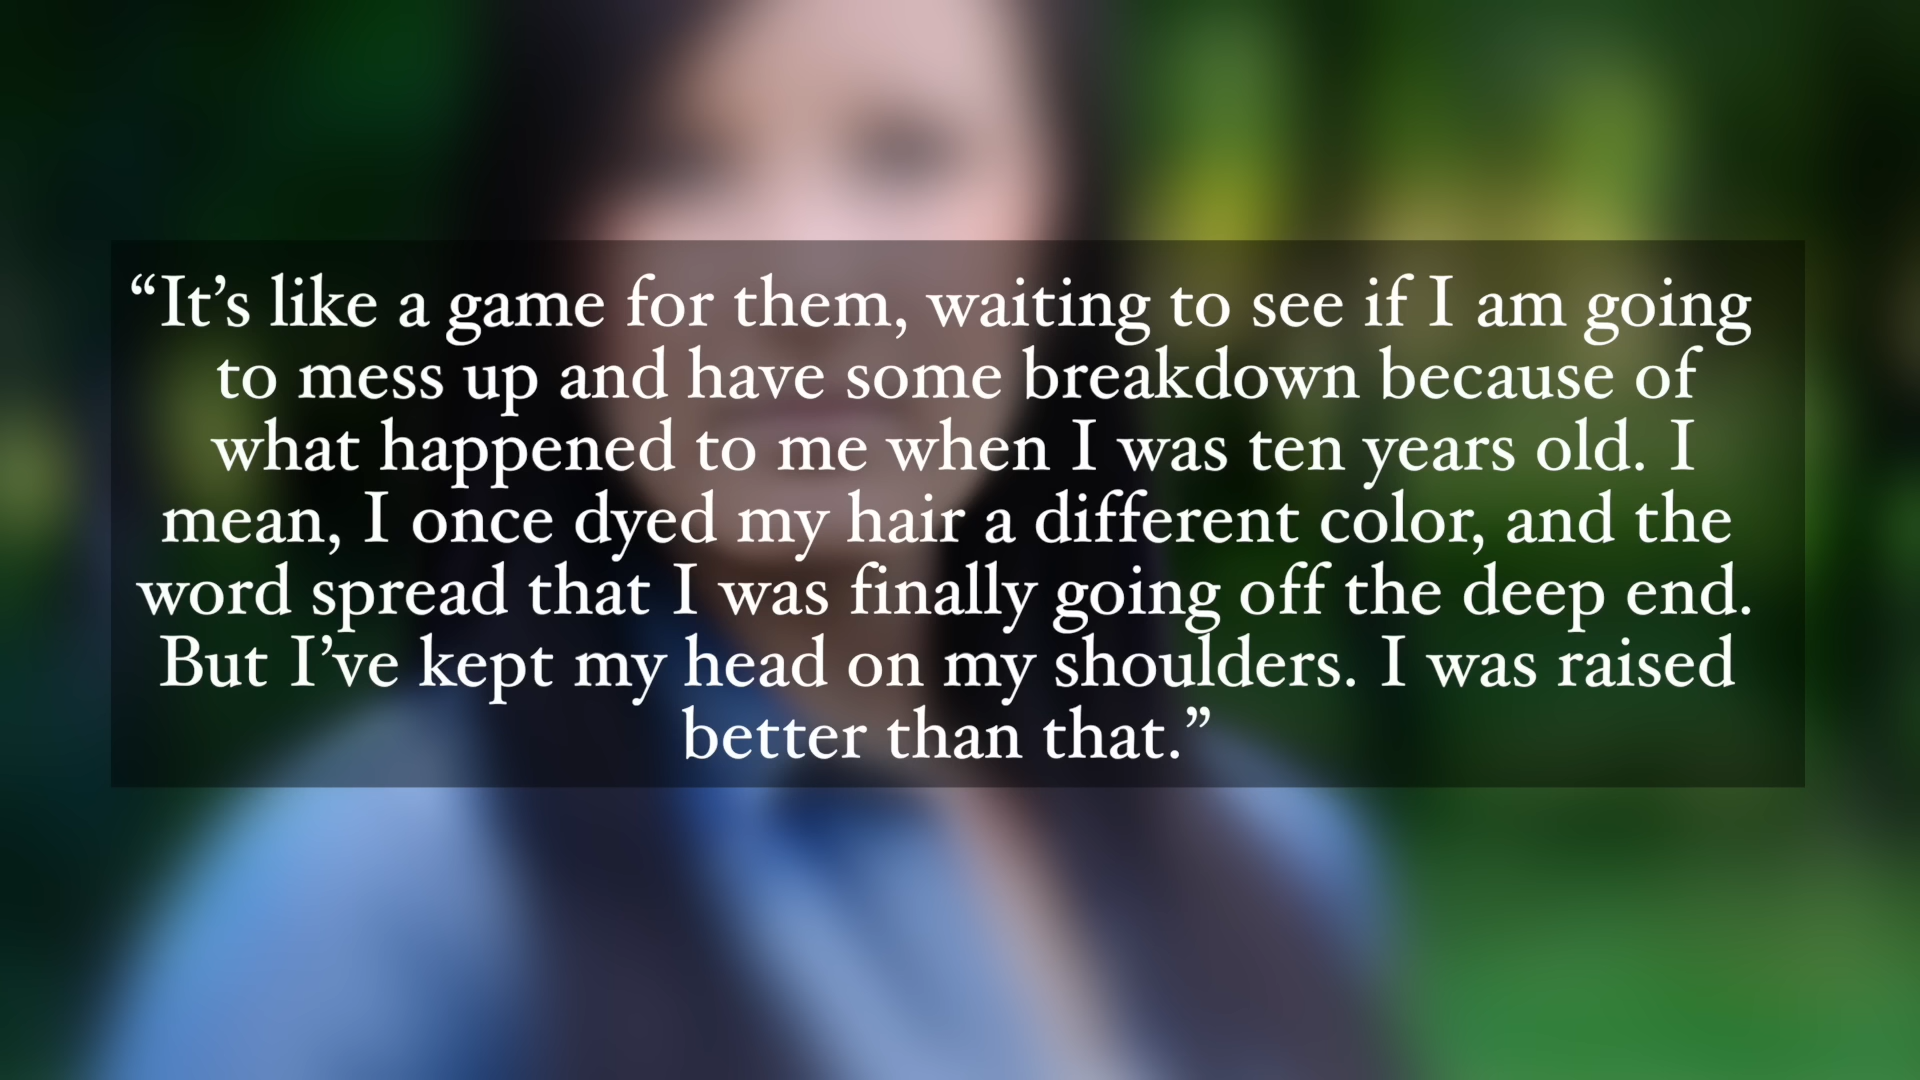 “It’s like a game for them, waiting to see if I am going
to mess up and have some breakdown because of
what happened to me when I was ten years old. I
mean, I once dyed my hair a different color, and the
word spread that I was finally going off the deep end.
But I’ve kept my head on my shoulders. I was raised
better than that.”